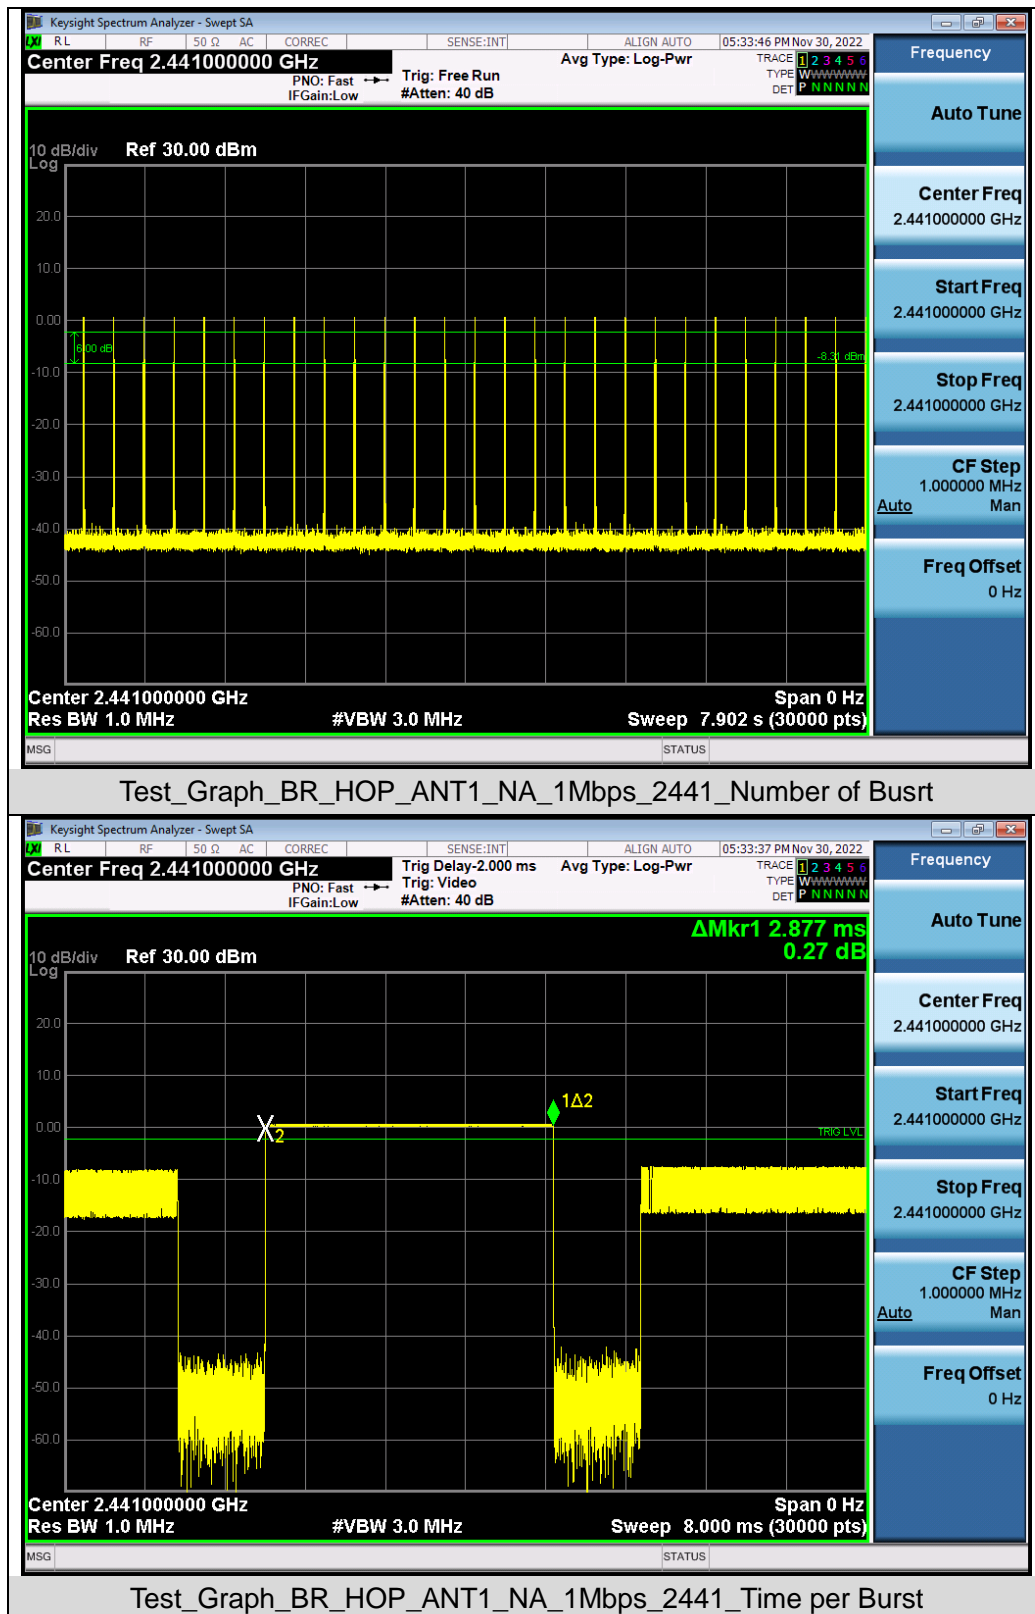 Keysight Spectrum Analyzer - Swept SA
LXI RL RF 50 Ω AC CORREC SENSE:INT ALIGN AUTO 05:33:46 PM Nov 30, 2022
Center Freq 2.441000000 GHz Avg Type: Log-Pwr TRACE 1 2 3 4 5 6
PNO: Fast Trig: Free Run TYPE WWWWWW
IFGain:Low #Atten: 40 dB DET P N N N N N
Frequency
Auto Tune
Center Freq
2.441000000 GHz
Start Freq
2.441000000 GHz
Stop Freq
2.441000000 GHz
CF Step
1.000000 MHz
Auto Man
Freq Offset
0 Hz
10 dB/div Ref 30.00 dBm
Log
20.0
10.0
0.00
6.00 dB
-8.31 dBm
-10.0
-20.0
-30.0
-40.0
-50.0
-60.0
Center 2.441000000 GHz Span 0 Hz
Res BW 1.0 MHz #VBW 3.0 MHz Sweep 7.902 s (30000 pts)
MSG STATUS
Test_Graph_BR_HOP_ANT1_NA_1Mbps_2441_Number of Busrt
Keysight Spectrum Analyzer - Swept SA
LXI RL RF 50 Ω AC CORREC SENSE:INT ALIGN AUTO 05:33:37 PM Nov 30, 2022
Center Freq 2.441000000 GHz Trig Delay-2.000 ms Avg Type: Log-Pwr TRACE 1 2 3 4 5 6
PNO: Fast Trig: Video TYPE WWWWWW
IFGain:Low #Atten: 40 dB DET P N N N N N
Frequency
Auto Tune
Center Freq
2.441000000 GHz
Start Freq
2.441000000 GHz
Stop Freq
2.441000000 GHz
CF Step
1.000000 MHz
Auto Man
Freq Offset
0 Hz
ΔMkr1 2.877 ms
0.27 dB
10 dB/div Ref 30.00 dBm
Log
20.0
10.0
1Δ2
0.00
2
TRIG LVL
-10.0
-20.0
-30.0
-40.0
-50.0
-60.0
Center 2.441000000 GHz Span 0 Hz
Res BW 1.0 MHz #VBW 3.0 MHz Sweep 8.000 ms (30000 pts)
MSG STATUS
Test_Graph_BR_HOP_ANT1_NA_1Mbps_2441_Time per Burst